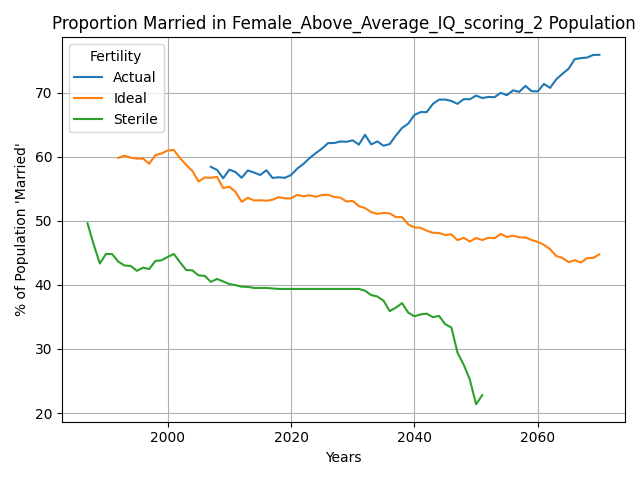 Proportion Married in Female_Above_Average_IQ_scoring_2 Population
% of Population 'Married'
Fertility
Actual
Ideal
Sterile
70
60
50
40
30
20
2000 2020 2040 2060
Years